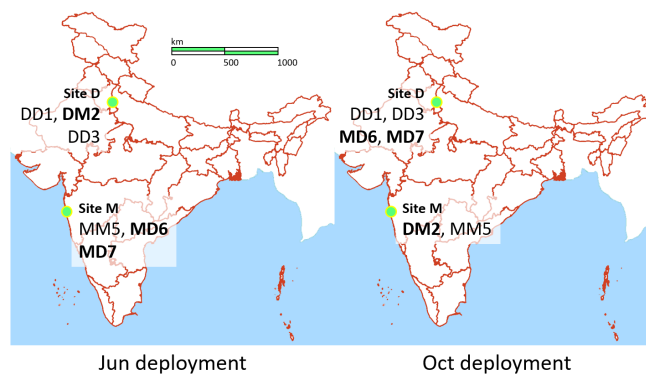 km
0 500 1000
Site D
DD1, DM2
DD3
Site M
MM5, MD6
MD7
Jun deployment
Site D
DD1, DD3
MD6, MD7
Site M
DM2, MM5
Oct deployment